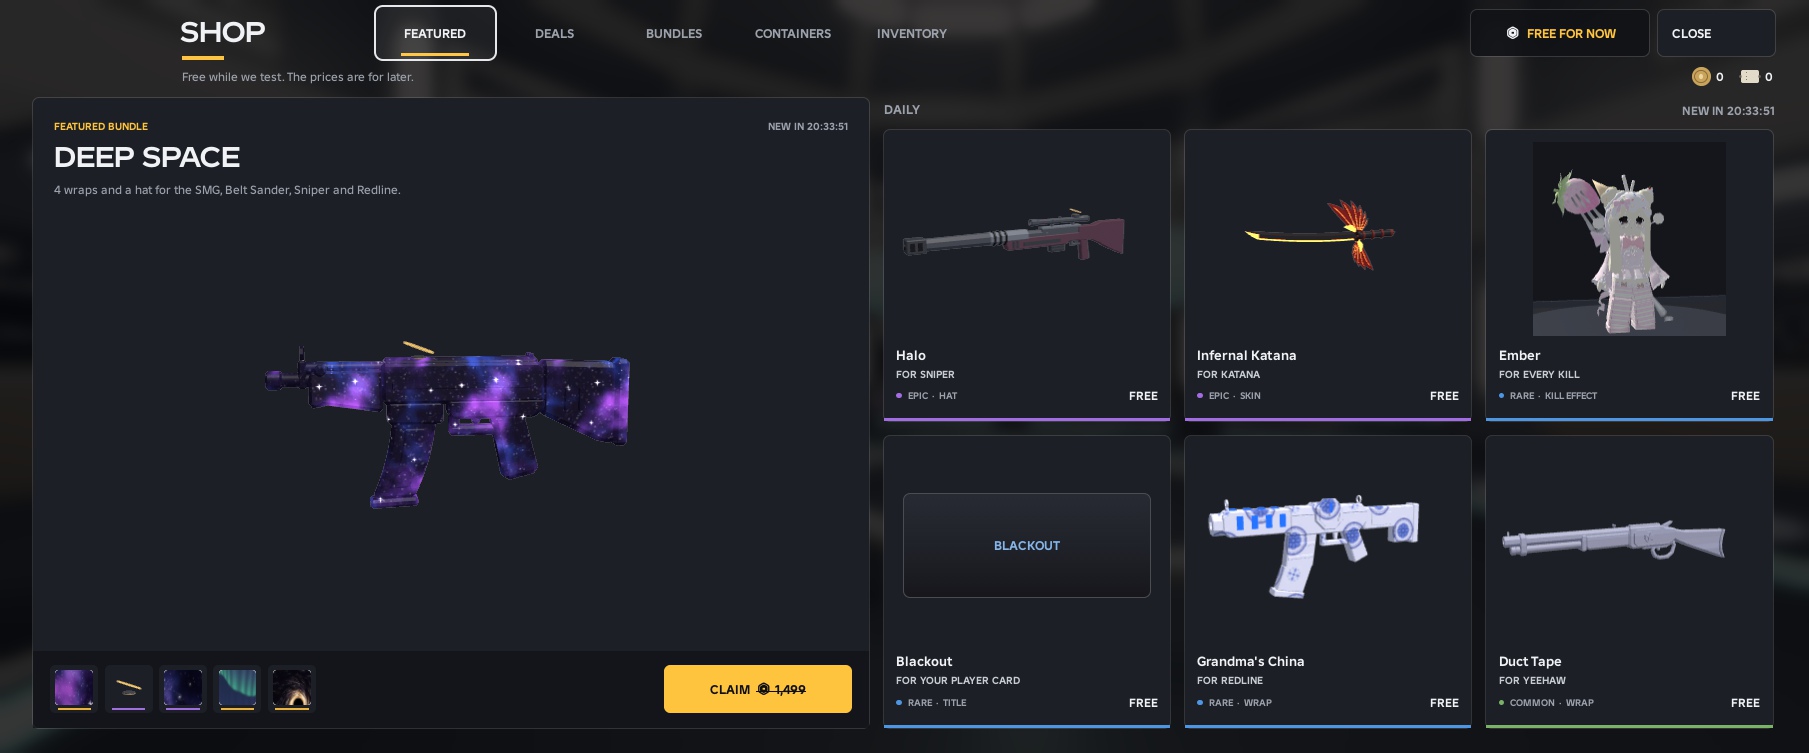 SHOP
FEATURED
DEALS
BUNDLES
CONTAINERS
INVENTORY
FREE FOR NOW
CLOSE
Free while we test. The prices are for later.
0
0
FEATURED BUNDLE
NEW IN 20:33:51
DEEP SPACE
4 wraps and a hat for the SMG, Belt Sander, Sniper and Redline.
CLAIM 1,499
DAILY
NEW IN 20:33:51
Halo
FOR SNIPER
EPIC · HAT
FREE
Infernal Katana
FOR KATANA
EPIC · SKIN
FREE
Ember
FOR EVERY KILL
RARE · KILL EFFECT
FREE
BLACKOUT
Blackout
FOR YOUR PLAYER CARD
RARE · TITLE
FREE
Grandma's China
FOR REDLINE
RARE · WRAP
FREE
Duct Tape
FOR YEEHAW
COMMON · WRAP
FREE